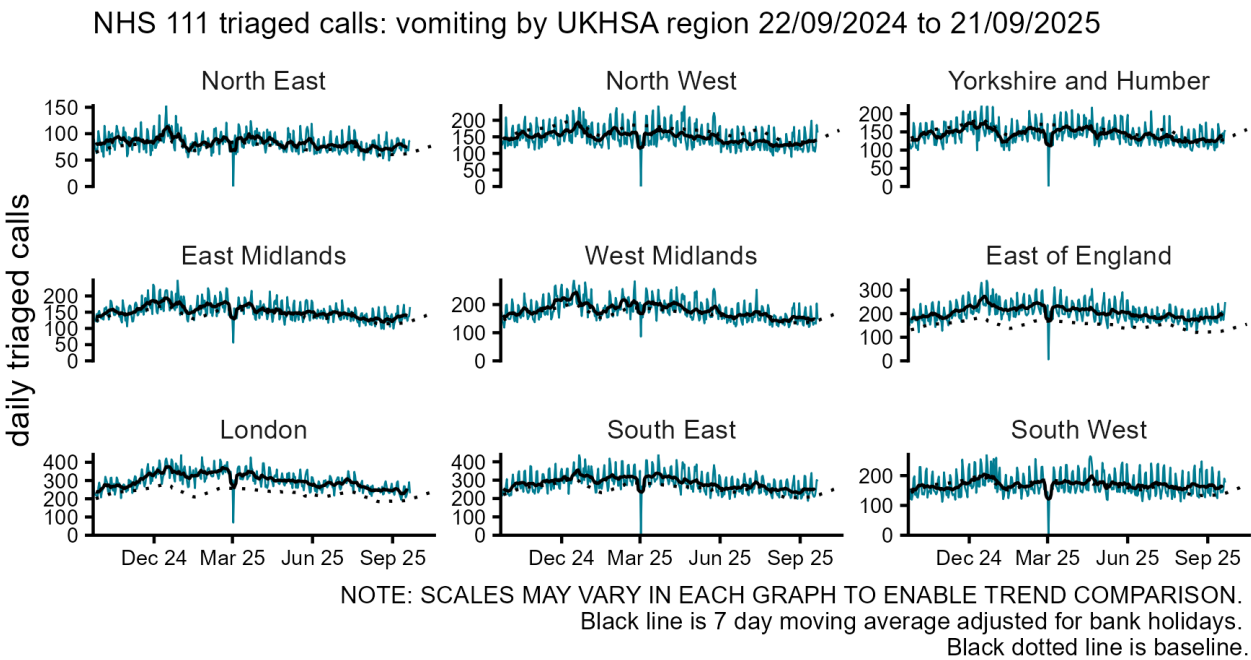 NHS 111 triaged calls: vomiting by UKHSA region 22/09/2024 to 21/09/2025
daily triaged calls
North East
150
100
50
0
North West
200
150
100
50
0
Yorkshire and Humber
200
150
100
50
0
East Midlands
200
150
100
50
0
West Midlands
200
100
0
East of England
300
200
100
0
London
400
300
200
100
0
Dec 24 Mar 25 Jun 25 Sep 25
South East
400
300
200
100
0
Dec 24 Mar 25 Jun 25 Sep 25
South West
200
100
0
Dec 24 Mar 25 Jun 25 Sep 25
NOTE: SCALES MAY VARY IN EACH GRAPH TO ENABLE TREND COMPARISON.
Black line is 7 day moving average adjusted for bank holidays.
Black dotted line is baseline.